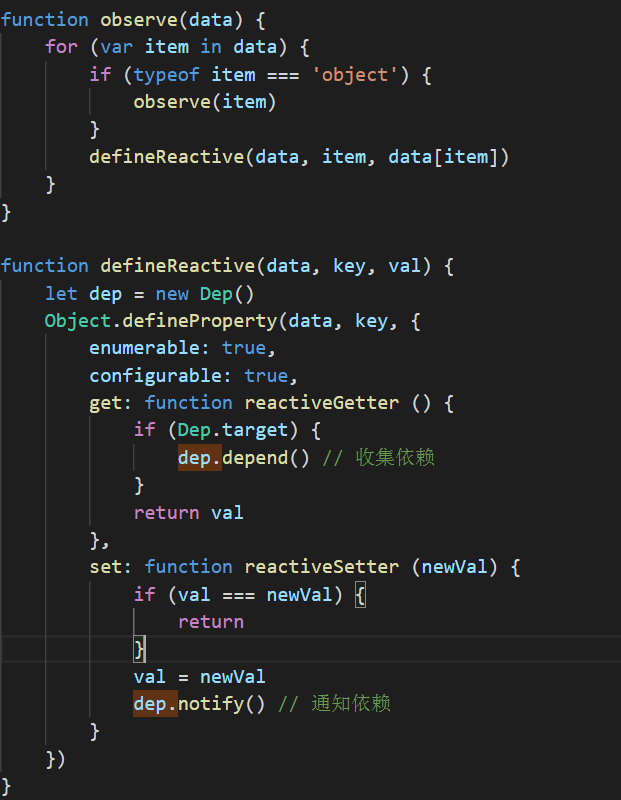 function observe(data) {
    for (var item in data) {
        if (typeof item === 'object') {
            observe(item)
        }
        defineReactive(data, item, data[item])
    }
}

function defineReactive(data, key, val) {
    let dep = new Dep()
    Object.defineProperty(data, key, {
        enumerable: true,
        configurable: true,
        get: function reactiveGetter () {
            if (Dep.target) {
                dep.depend() // 收集依赖
            }
            return val
        },
        set: function reactiveSetter (newVal) {
            if (val === newVal) {
                return
            }
            val = newVal
            dep.notify() // 通知依赖
        }
    })
}